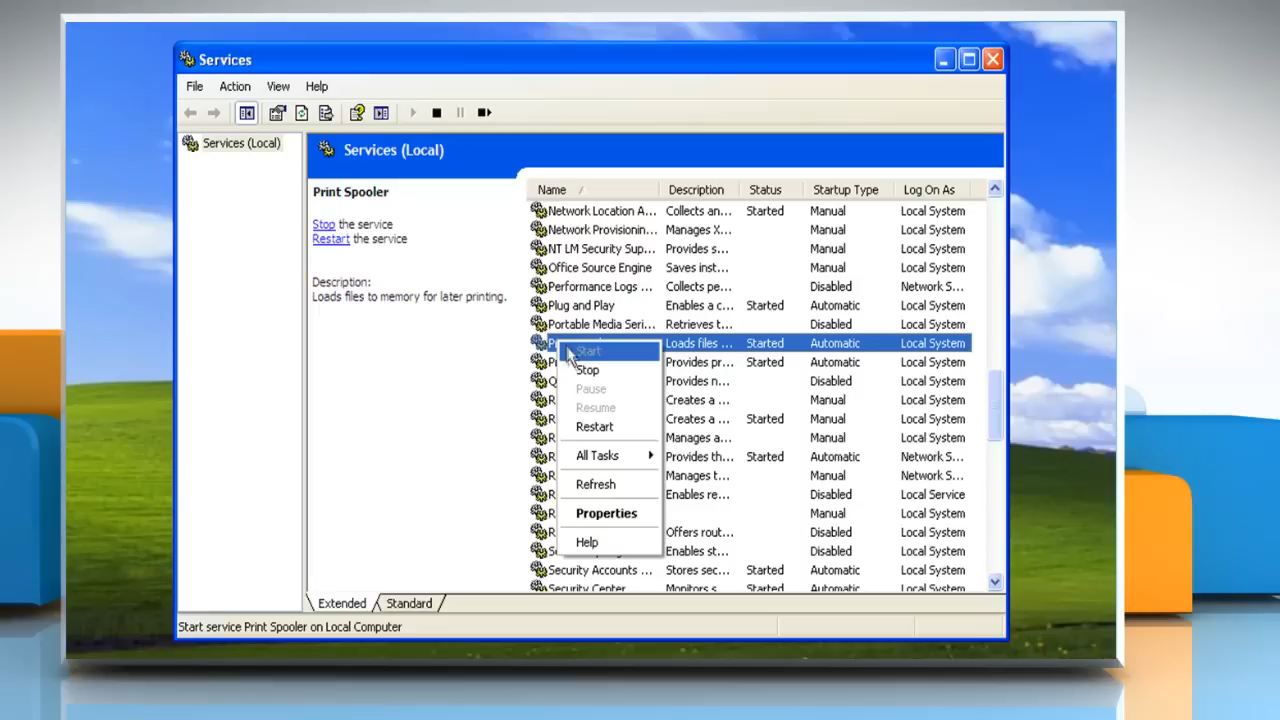 Services
File Action View Help
Services (Local)
Services (Local)
Print Spooler
Stop the service
Restart the service
Description:
Loads files to memory for later printing.
Name Description Status Startup Type Log On As
Network Location A... Collects an... Started Manual Local System
Network Provisionin... Manages X... Manual Local System
NT LM Security Sup... Provides s... Manual Local System
Office Source Engine Saves inst... Manual Local System
Performance Logs ... Collects pe... Disabled Network S...
Plug and Play Enables a c... Started Automatic Local System
Portable Media Seri... Retrieves t... Disabled Local System
Loads files ... Started Automatic Local System
Provides pr... Started Automatic Local System
Provides n... Disabled Local System
Creates a ... Manual Local System
Creates a ... Started Manual Local System
Manages a... Manual Local System
Provides th... Started Automatic Network S...
Manages t... Manual Network S...
Enables re... Disabled Local Service
Manual Local System
Offers rout... Disabled Local System
Enables st... Disabled Local System
Security Accounts ... Stores sec... Started Automatic Local System
Security Center Monitors s... Started Automatic Local System
Start
Stop
Pause
Resume
Restart
All Tasks
Refresh
Properties
Help
Extended Standard
Start service Print Spooler on Local Computer